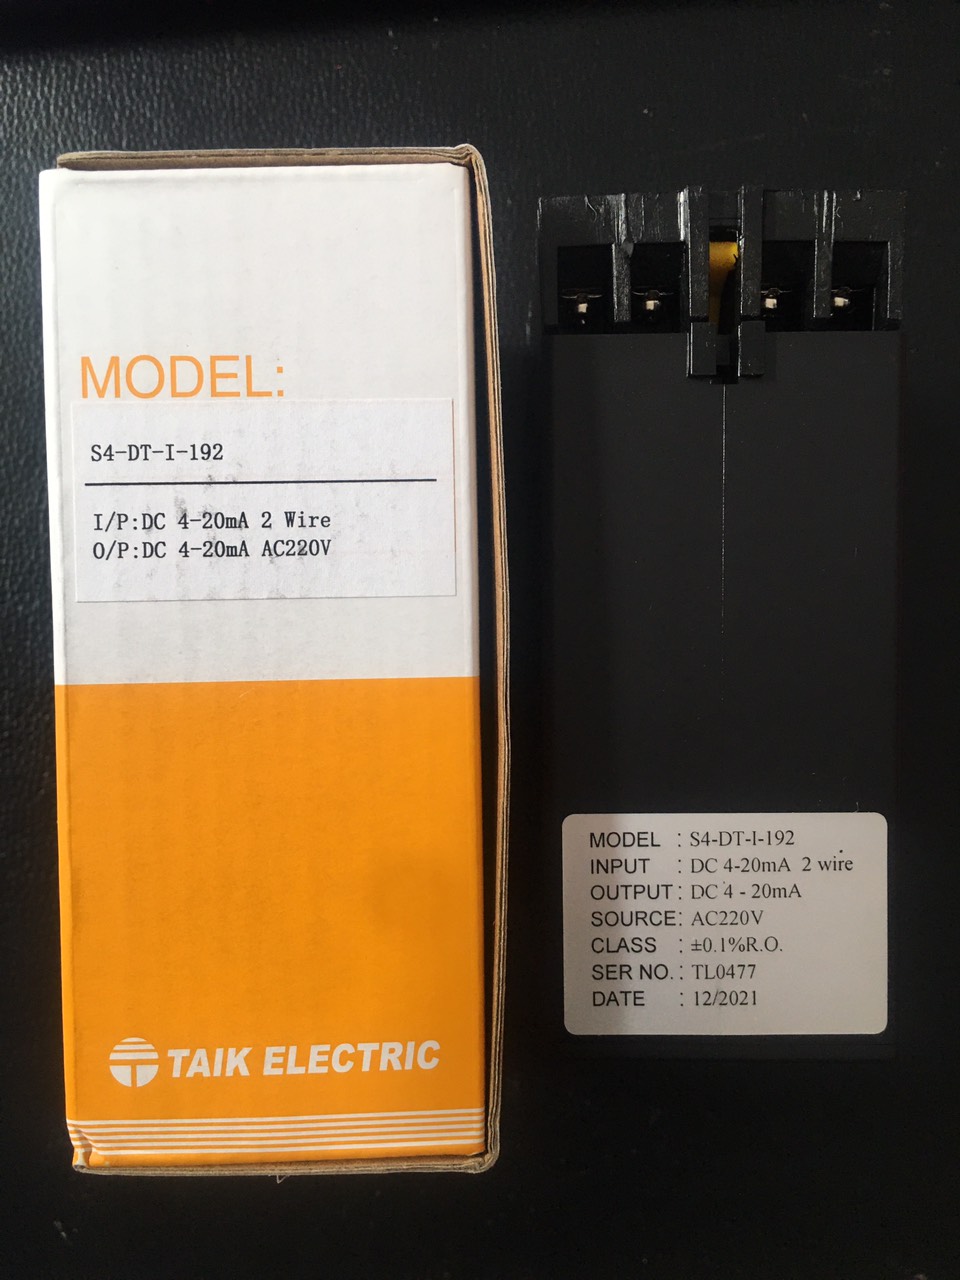 MODEL:
S4-DT-I-192
I/P:DC 4-20mA 2 Wire
O/P:DC 4-20mA AC220V
TAIK ELECTRIC
MODEL : S4-DT-I-192
INPUT : DC 4-20mA 2 wire
OUTPUT : DC 4 - 20mA
SOURCE : AC220V
CLASS : ±0.1%R.O.
SER NO. : TL0477
DATE : 12/2021